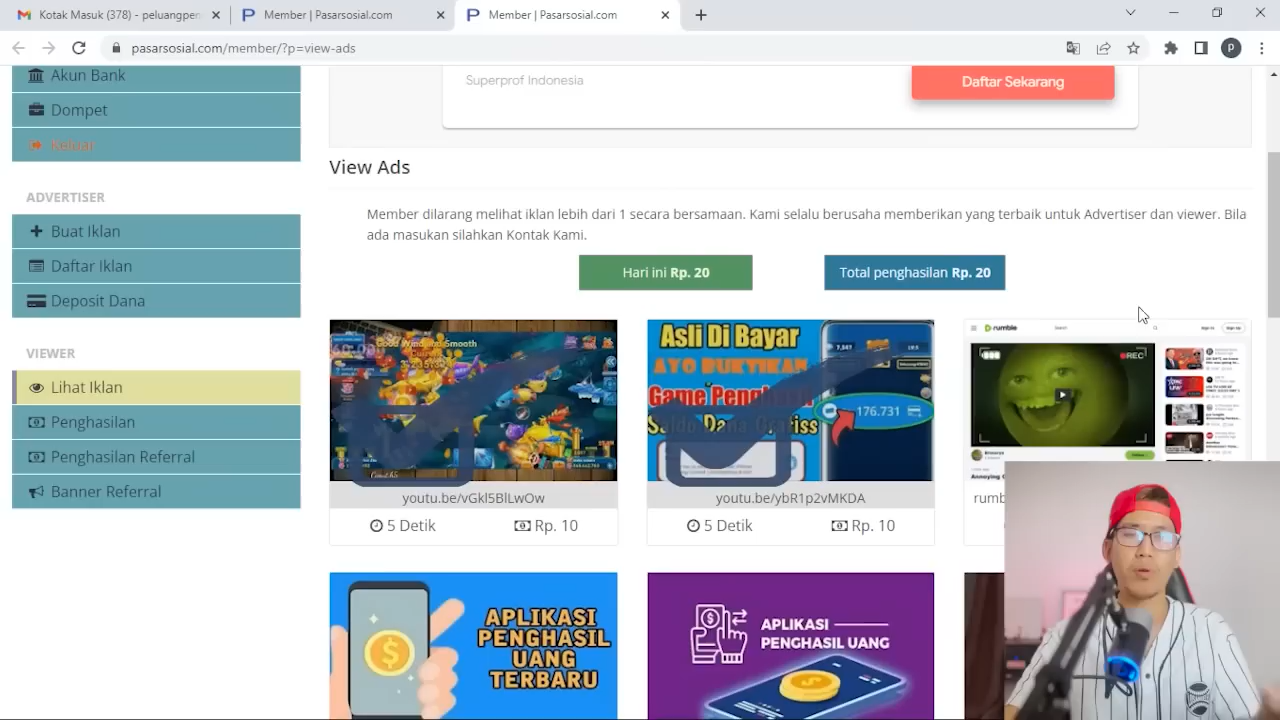 Kotak Masuk (378) - peluangpen
Member | Pasarsosial.com
Member | Pasarsosial.com
pasarsosial.com/member/?p=view-ads
P
Akun Bank
Dompet
Keluar
ADVERTISER
Buat Iklan
Daftar Iklan
Deposit Dana
VIEWER
Lihat Iklan
Penghasilan
Penghasilan Referral
Banner Referral
Superprof Indonesia
Daftar Sekarang
View Ads
Member dilarang melihat iklan lebih dari 1 secara bersamaan. Kami selalu berusaha memberikan yang terbaik untuk Advertiser dan viewer. Bila
ada masukan silahkan Kontak Kami.
Hari ini Rp. 20
Total penghasilan Rp. 20
Asli Di Bayar
176.731
rumble
Search
REC
youtu.be/vGkl5BlLwOw
5 Detik
Rp. 10
youtu.be/ybR1p2vMKDA
5 Detik
Rp. 10
rumb
APLIKASI
PENGHASIL
UANG
TERBARU
APLIKASI
PENGHASIL UANG